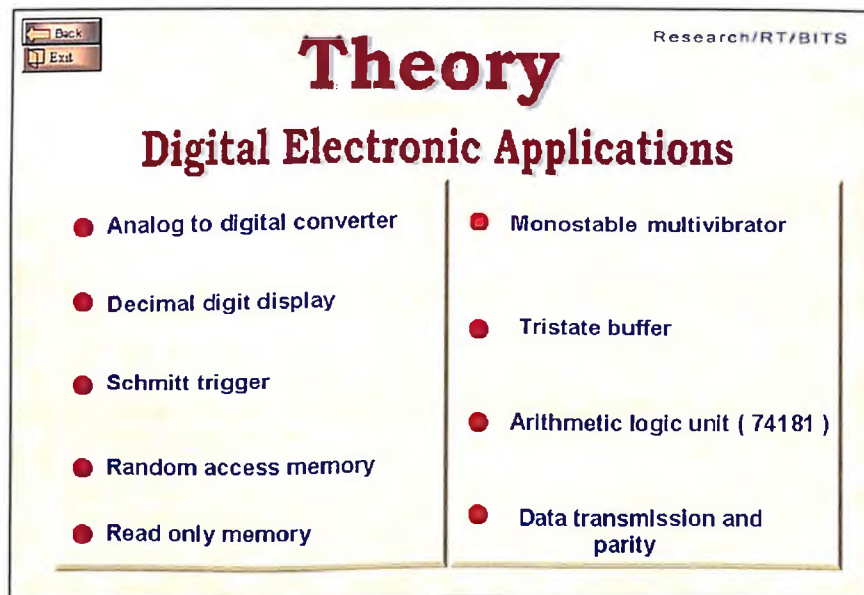 Back
Exit
Research/RT/BITS
Theory
Digital Electronic Applications
Analog to digital converter
Decimal digit display
Schmitt trigger
Random access memory
Read only memory
Monostable multivibrator
Tristate buffer
Arithmetic logic unit ( 74181 )
Data transmission and
parity